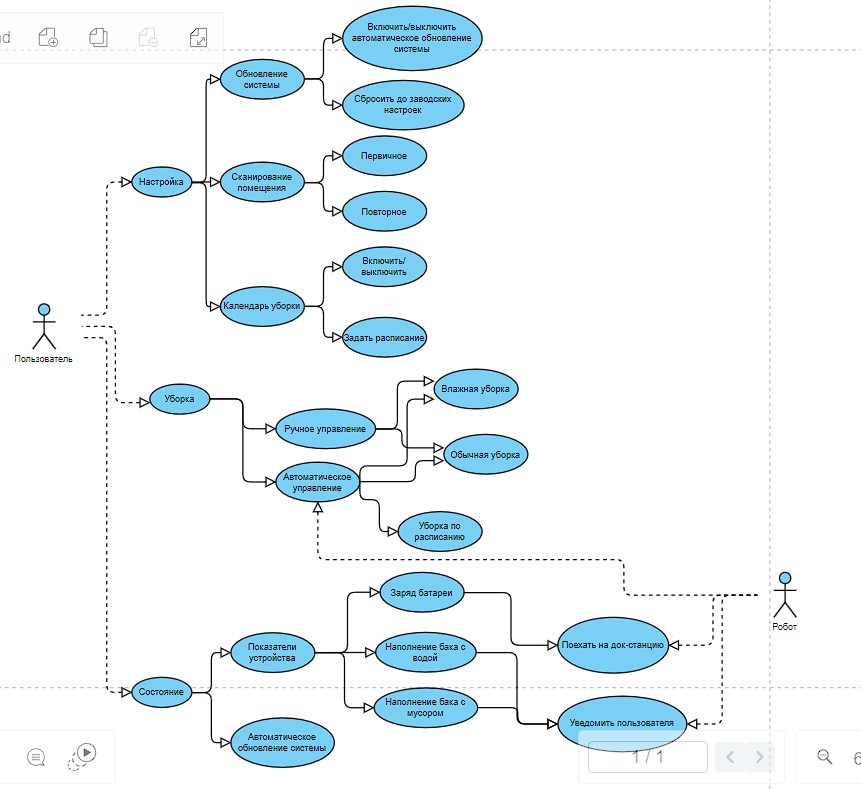 Включить/выключить
автоматическое обновление
системы
Обновление
системы
Сбросить до заводских
настроек
Первичное
Настройка
Сканирование
помещения
Повторное
Включить/
выключить
Календарь уборки
Задать расписание
Пользователь
Уборка
Влажная уборка
Ручное управление
Обычная уборка
Автоматическое
управление
Уборка по
расписанию
Заряд батареи
Робот
Показатели
устройства
Наполнение бака с
водой
Поехать на док-станцию
Состояние
Наполнение бака с
мусором
Уведомить пользователя
Автоматическое
обновление системы
1 / 1